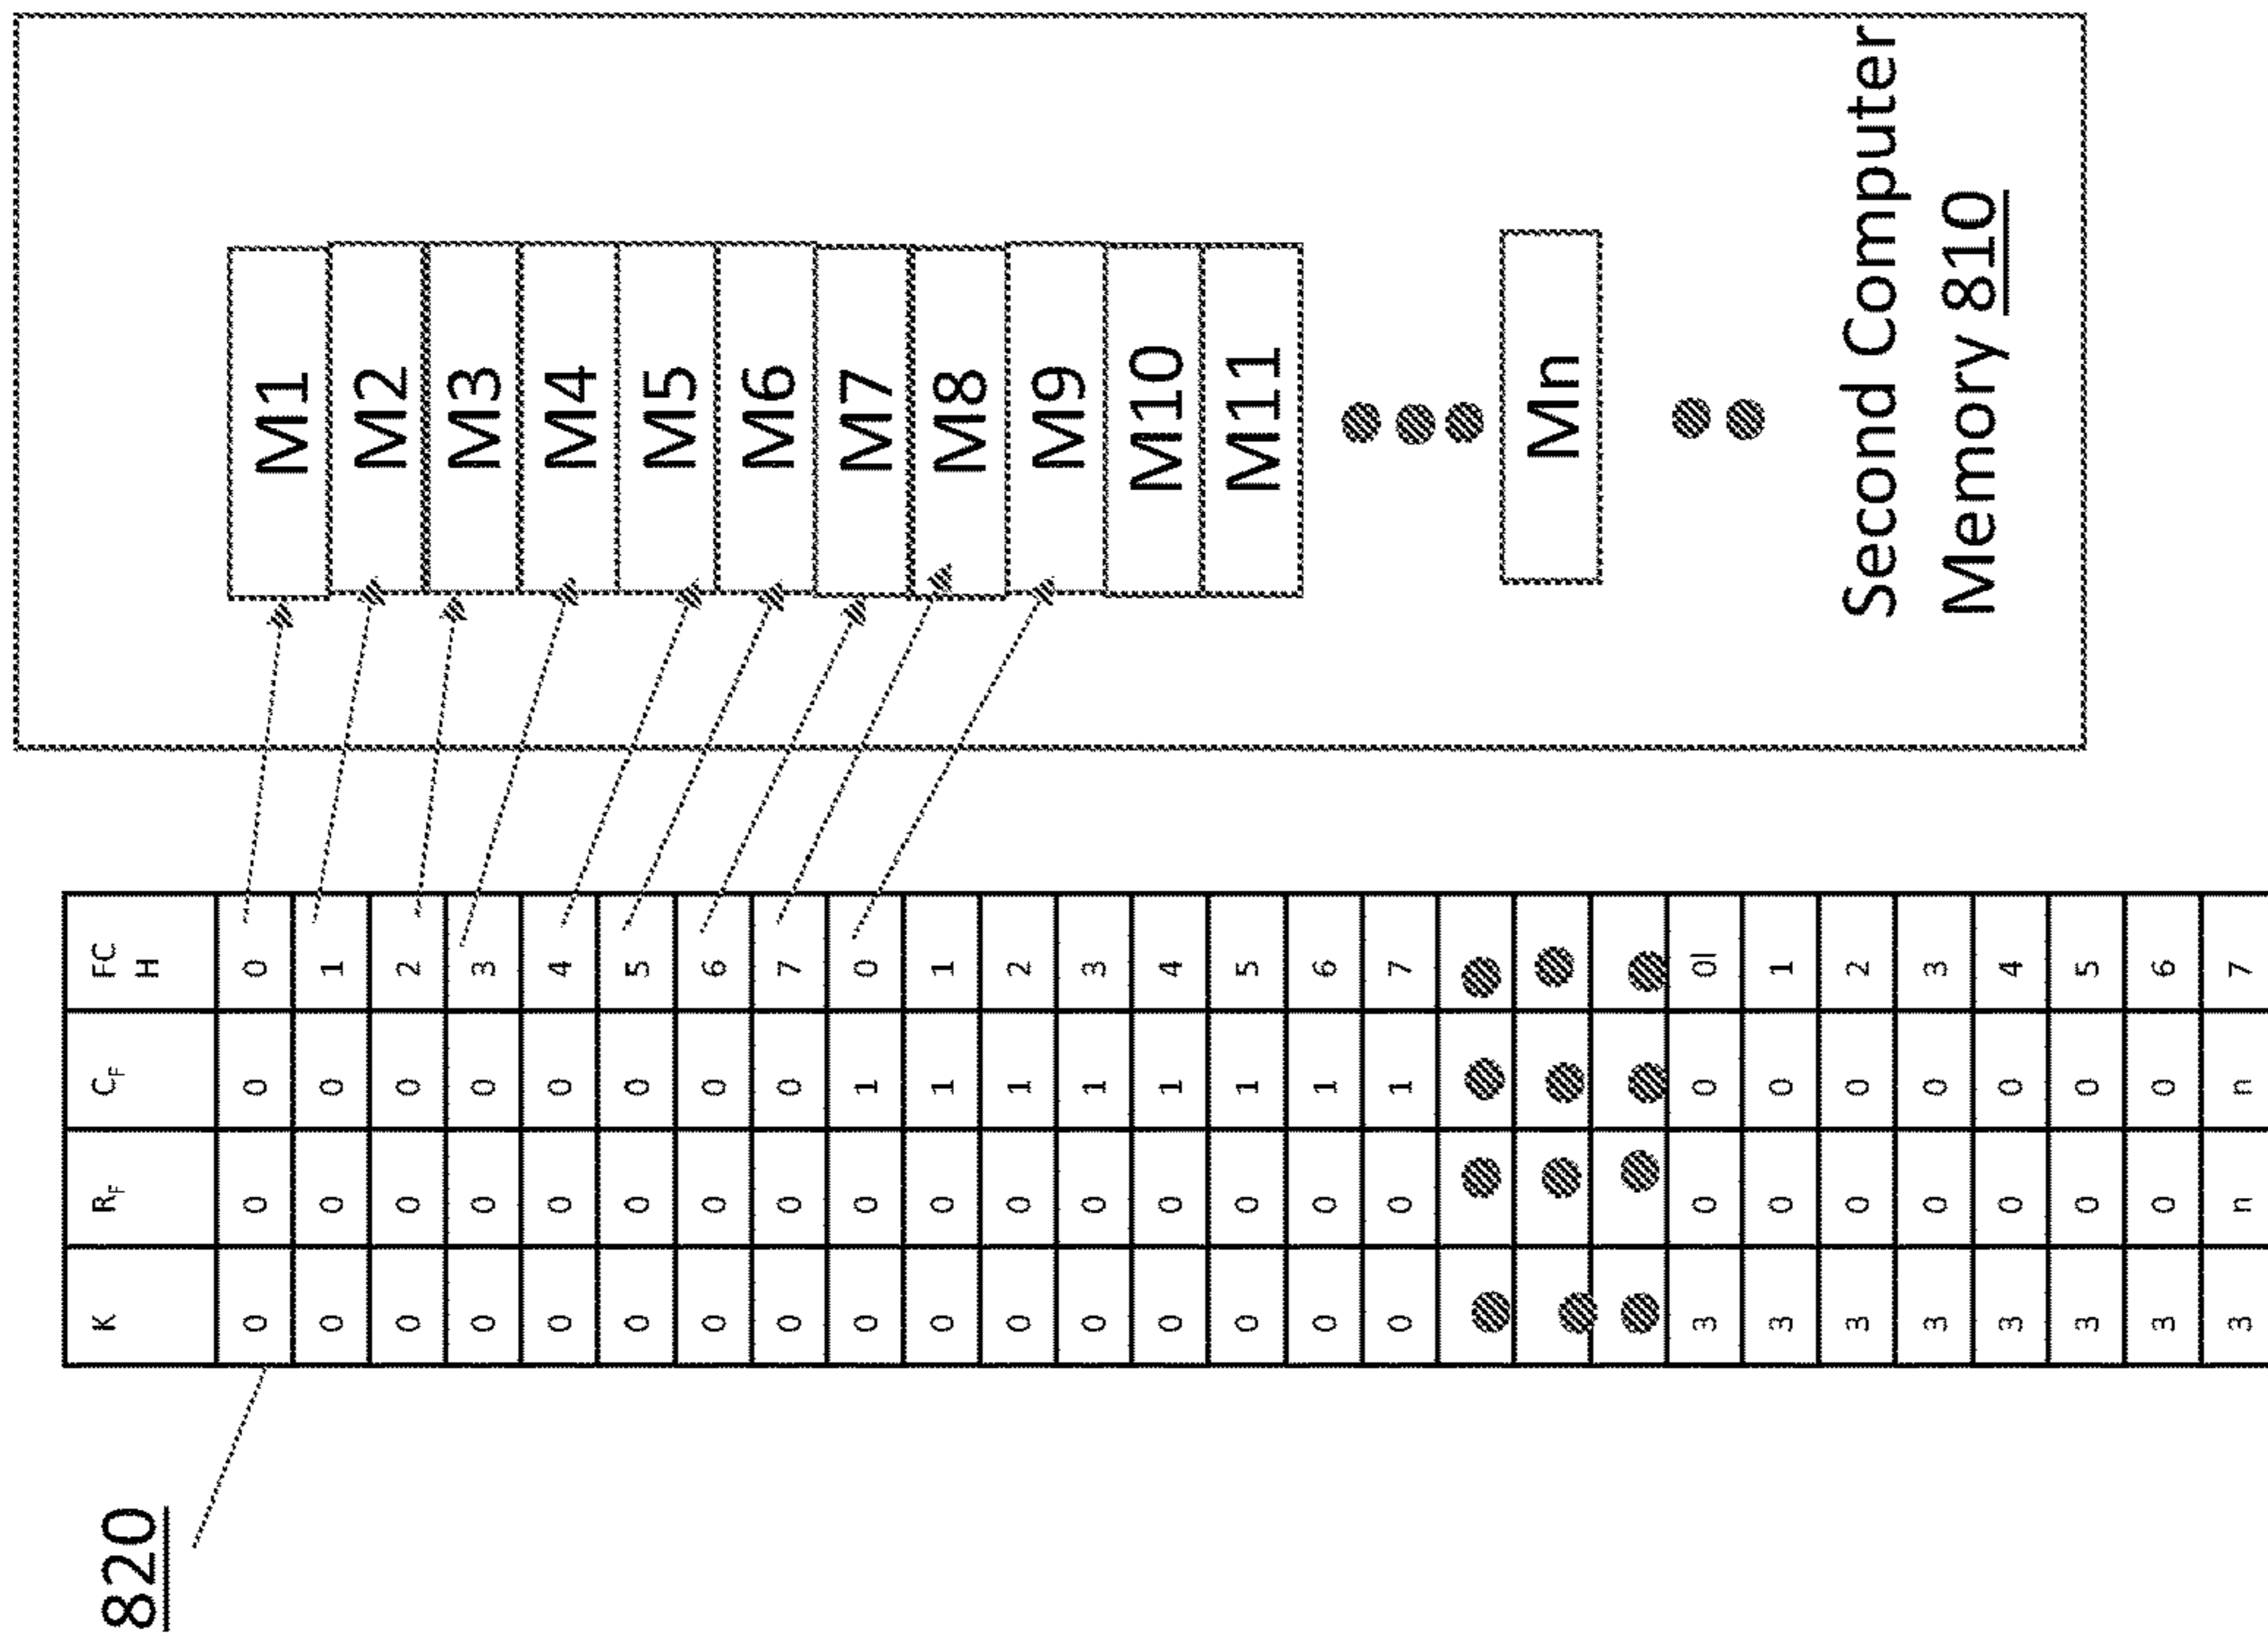 820
K R_F C_F FC H
0 0 0 0
0 0 0 1
0 0 0 2
0 0 0 3
0 0 0 4
0 0 0 5
0 0 0 6
0 0 0 7
0 0 1 0
0 0 1 1
0 0 1 2
0 0 1 3
0 0 1 4
0 0 1 5
0 0 1 6
0 0 1 7
3 0 0 0l
3 0 0 1
3 0 0 2
3 0 0 3
3 0 0 4
3 0 0 5
3 0 0 6
3 n n 7
M1
M2
M3
M4
M5
M6
M7
M8
M9
M10
M11
Mn
Second Computer
Memory 810